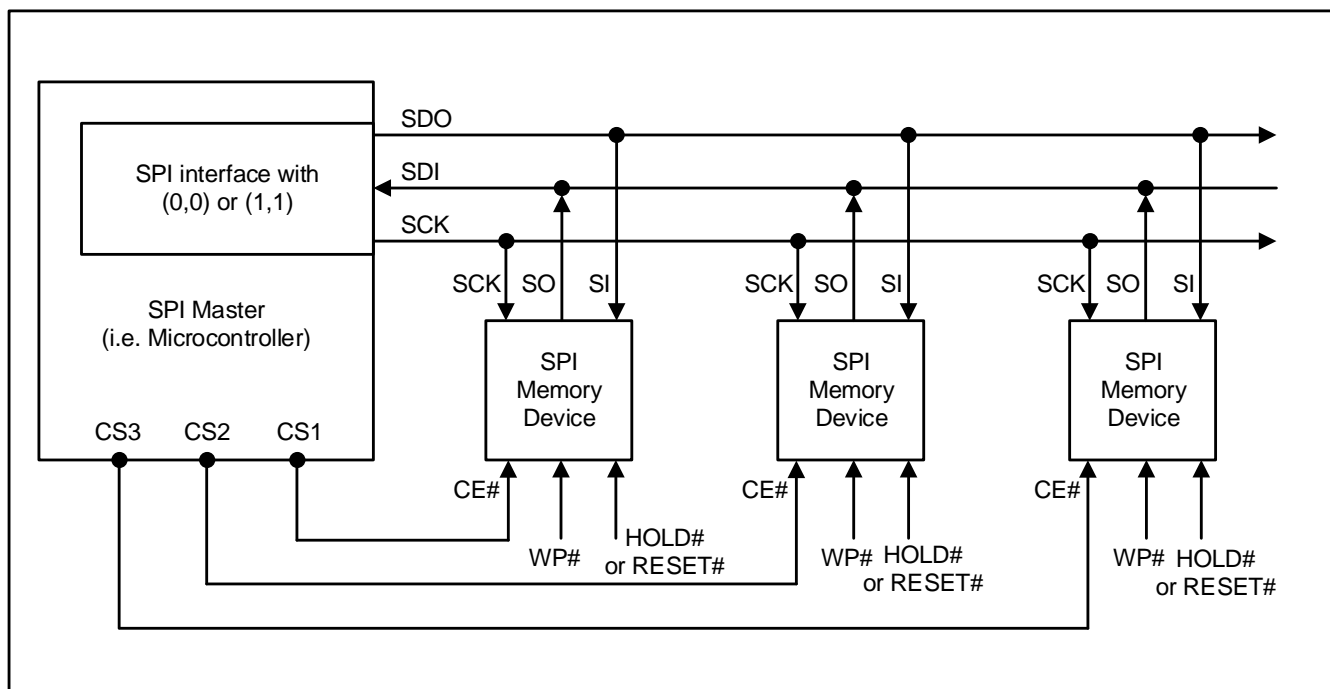 SDO
SPI interface with
(0,0) or (1,1)
SDI
SCK
SPI Master
(i.e. Microcontroller)
SCK SO SI
SCK SO SI
SCK SO SI
SPI
Memory
Device
SPI
Memory
Device
SPI
Memory
Device
CS3 CS2 CS1
CE#
WP#
HOLD#
or RESET#
CE#
WP#
HOLD#
or RESET#
CE#
WP#
HOLD#
or RESET#